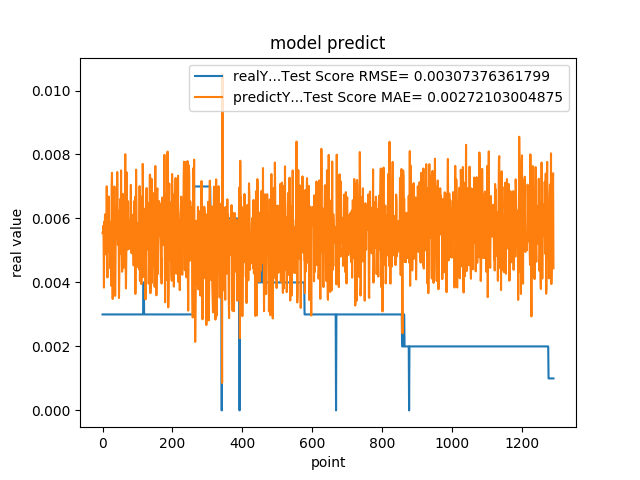 model predict
realY...Test Score RMSE= 0.00307376361799
predictY...Test Score MAE= 0.00272103004875
real value
0.010
0.008
0.006
0.004
0.002
0.000
0 200 400 600 800 1000 1200
point